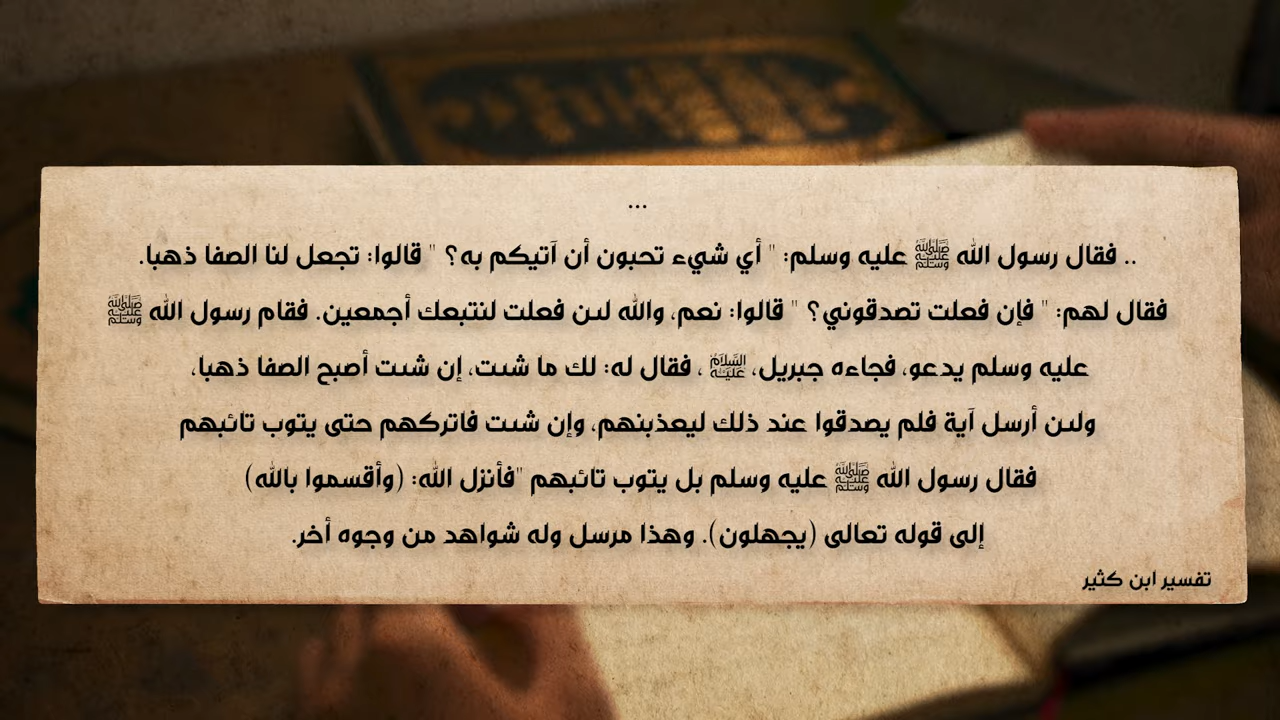 ...
.. فقال رسول الله ﷺ عليه وسلم: " أي شيء تحبون أن آتيكم به؟ " قالوا: تجعل لنا الصفا ذهبا.
فقال لهم: " فإن فعلت تصدقوني؟ " قالوا: نعم، والله لىن فعلت لنتبعك أجمعين. فقام رسول الله ﷺ
عليه وسلم يدعو، فجاءه جبريل، عليه السلام ، فقال له: لك ما شىت، إن شىت أصبح الصفا ذهبا،
ولىن أرسل آية فلم يصدقوا عند ذلك ليعذبنهم، وإن شىت فاتركهم حتى يتوب تائبهم
فقال رسول الله ﷺ عليه وسلم بل يتوب تائبهم "فأنزل الله: (وأقسموا بالله)
إلى قوله تعالى (يجهلون). وهذا مرسل وله شواهد من وجوه أخر.
تفسير ابن كثير